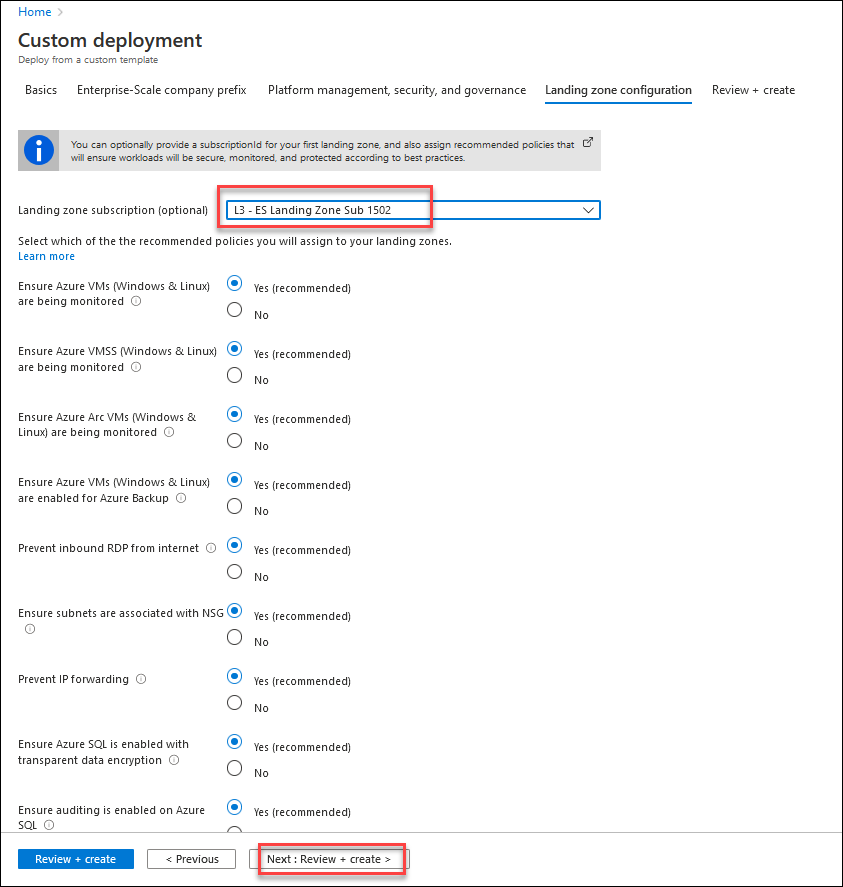 Home >
Custom deployment
Deploy from a custom template
Basics Enterprise-Scale company prefix Platform management, security, and governance Landing zone configuration Review + create
You can optionally provide a subscriptionId for your first landing zone, and also assign recommended policies that
will ensure workloads will be secure, monitored, and protected according to best practices.
Landing zone subscription (optional) L3 - ES Landing Zone Sub 1502
Select which of the the recommended policies you will assign to your landing zones.
Learn more
Ensure Azure VMs (Windows & Linux)
are being monitored
Yes (recommended)
No
Ensure Azure VMSS (Windows & Linux)
are being monitored
Yes (recommended)
No
Ensure Azure Arc VMs (Windows &
Linux) are being monitored
Yes (recommended)
No
Ensure Azure VMs (Windows & Linux)
are enabled for Azure Backup
Yes (recommended)
No
Prevent inbound RDP from internet
Yes (recommended)
No
Ensure subnets are associated with NSG
Yes (recommended)
No
Prevent IP forwarding
Yes (recommended)
No
Ensure Azure SQL is enabled with
transparent data encryption
Yes (recommended)
No
Ensure auditing is enabled on Azure
SQL
Yes (recommended)
Review + create < Previous Next : Review + create >